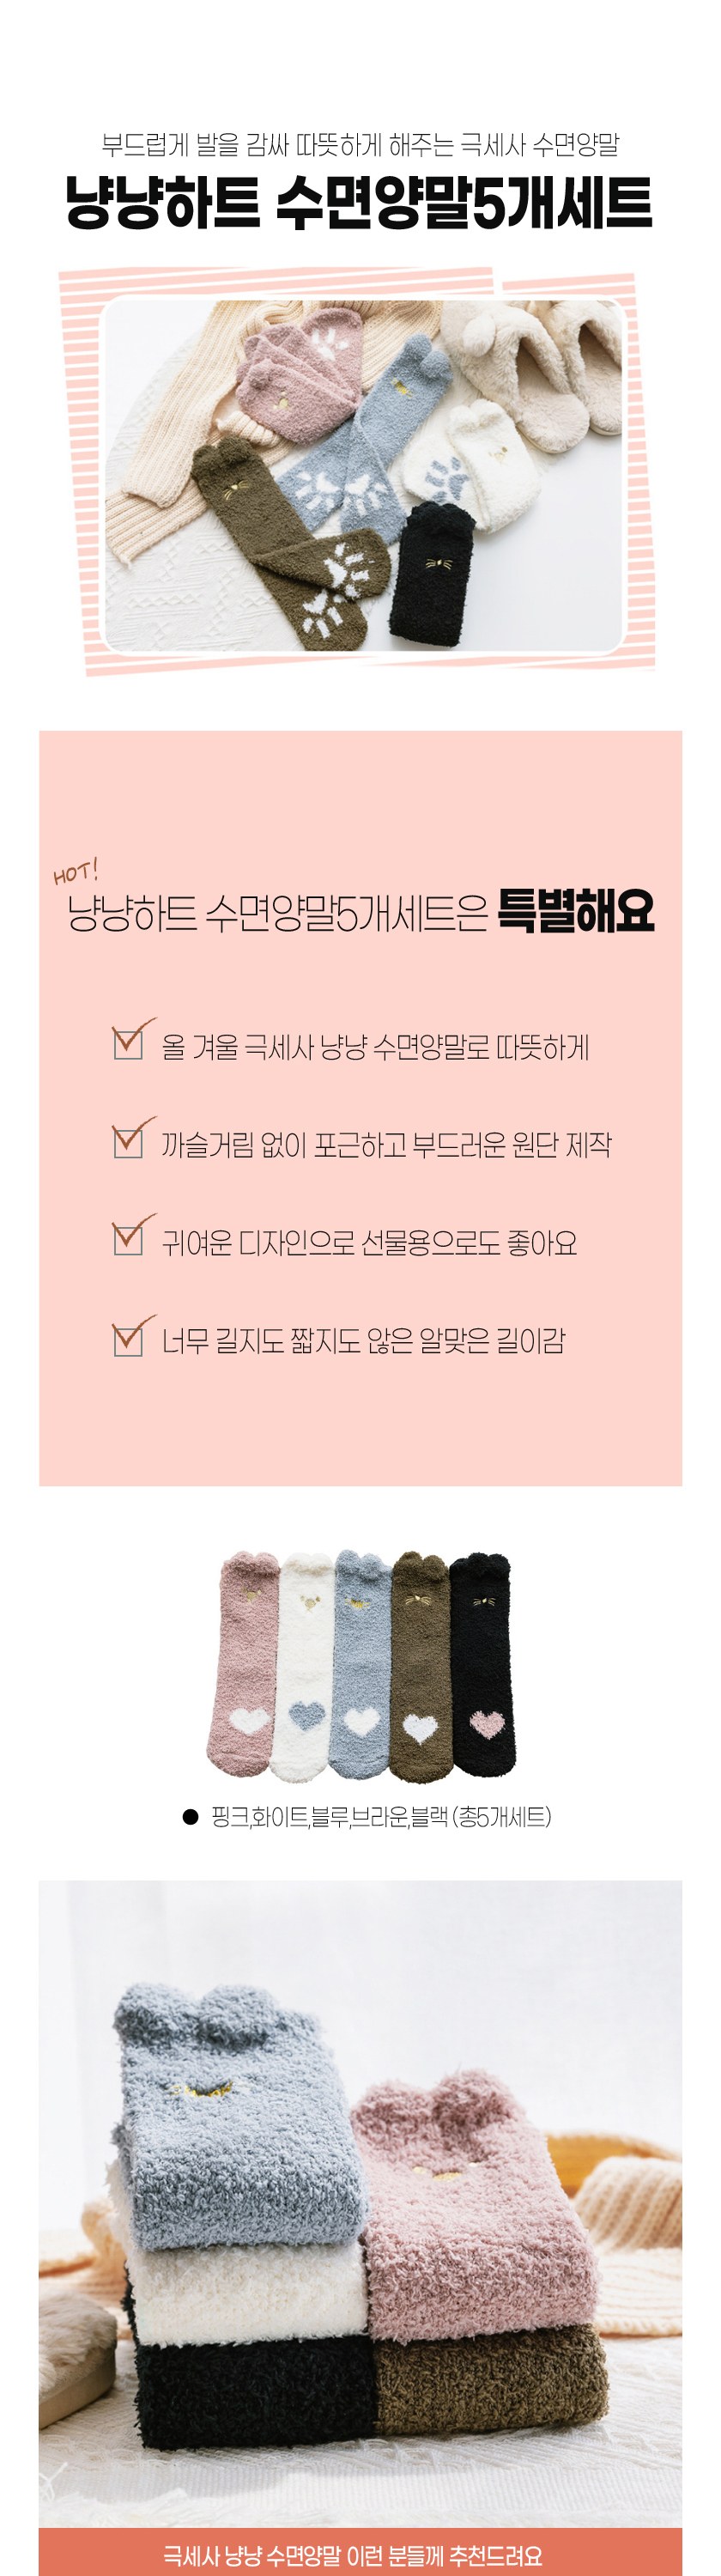 부드럽게 발을 감싸 따뜻하게 해주는 극세사 수면양말
냥냥하트 수면양말5개세트
HOT!
냥냥하트 수면양말5개세트은 특별해요
올 겨울 극세사 냥냥 수면양말로 따뜻하게
까슬거림 없이 포근하고 부드러운 원단 제작
귀여운 디자인으로 선물용으로도 좋아요
너무 길지도 짧지도 않은 알맞은 길이감
● 핑크,화이트,블루,브라운,블랙 (총5개세트)
극세사 냥냥 수면양말 이런 분들께 추천드려요